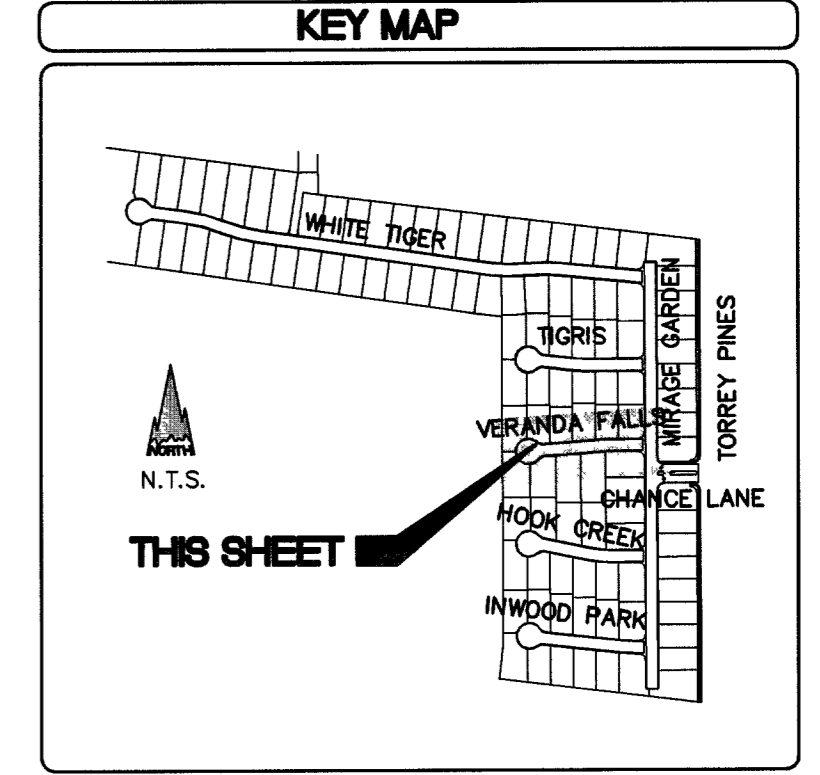 KEY MAP
WHITE TIGER
TIGRIS
MIRAGE GARDEN
TORREY PINES
VERANDA FALLS
NORTH
N.T.S.
CHANCE LANE
HOOK CREEK
THIS SHEET
INWOOD PARK